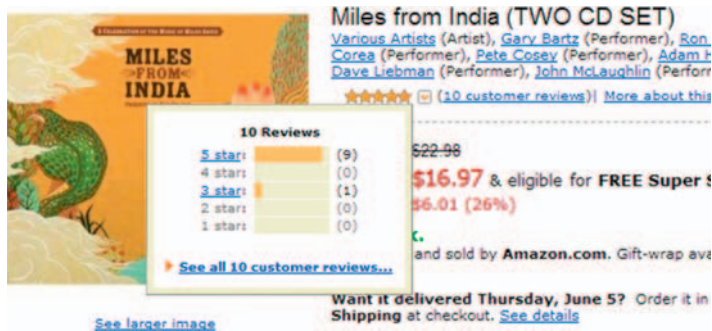 A CELEBRATION OF THE MUSIC OF MILES DAVIS
MILES
FROM
INDIA
Miles from India (TWO CD SET)
Various Artists (Artist), Gary Bartz (Performer), Ron
Corea (Performer), Pete Cosey (Performer), Adam H
Dave Liebman (Performer), John McLaughlin (Perform
(10 customer reviews)| More about this
10 Reviews
5 star: (9)
4 star: (0)
3 star: (1)
2 star: (0)
1 star: (0)
See all 10 customer reviews...
$22.98
$16.97 & eligible for FREE Super S
$6.01 (26%)
k.
and sold by Amazon.com. Gift-wrap ava
Want it delivered Thursday, June 5? Order it in
Shipping at checkout. See details
See larger image